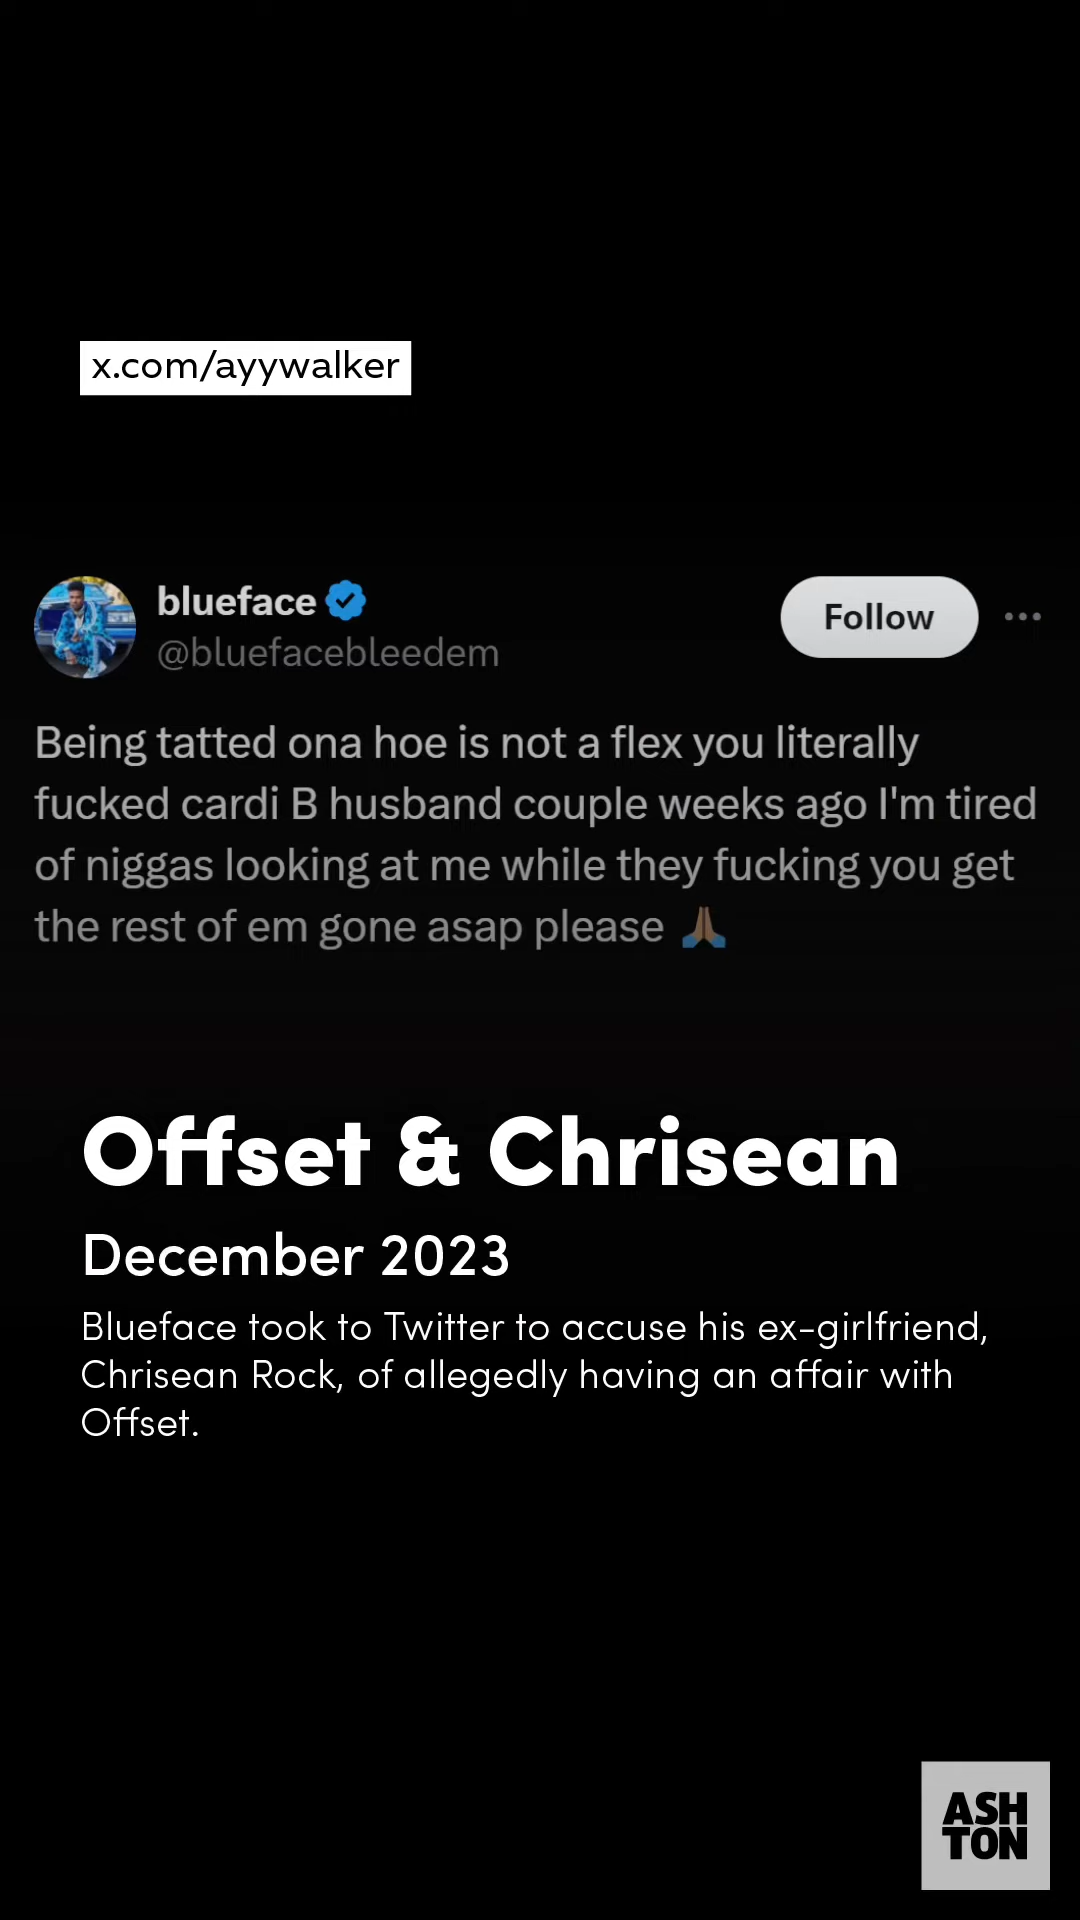 x.com/ayywalker
blueface
@bluefacebleedem
Follow
Being tatted ona hoe is not a flex you literally
fucked cardi B husband couple weeks ago I'm tired
of niggas looking at me while they fucking you get
the rest of em gone asap please 🙏🏽
Offset & Chrisean
December 2023
Blueface took to Twitter to accuse his ex-girlfriend,
Chrisean Rock, of allegedly having an affair with
Offset.
ASH
TON